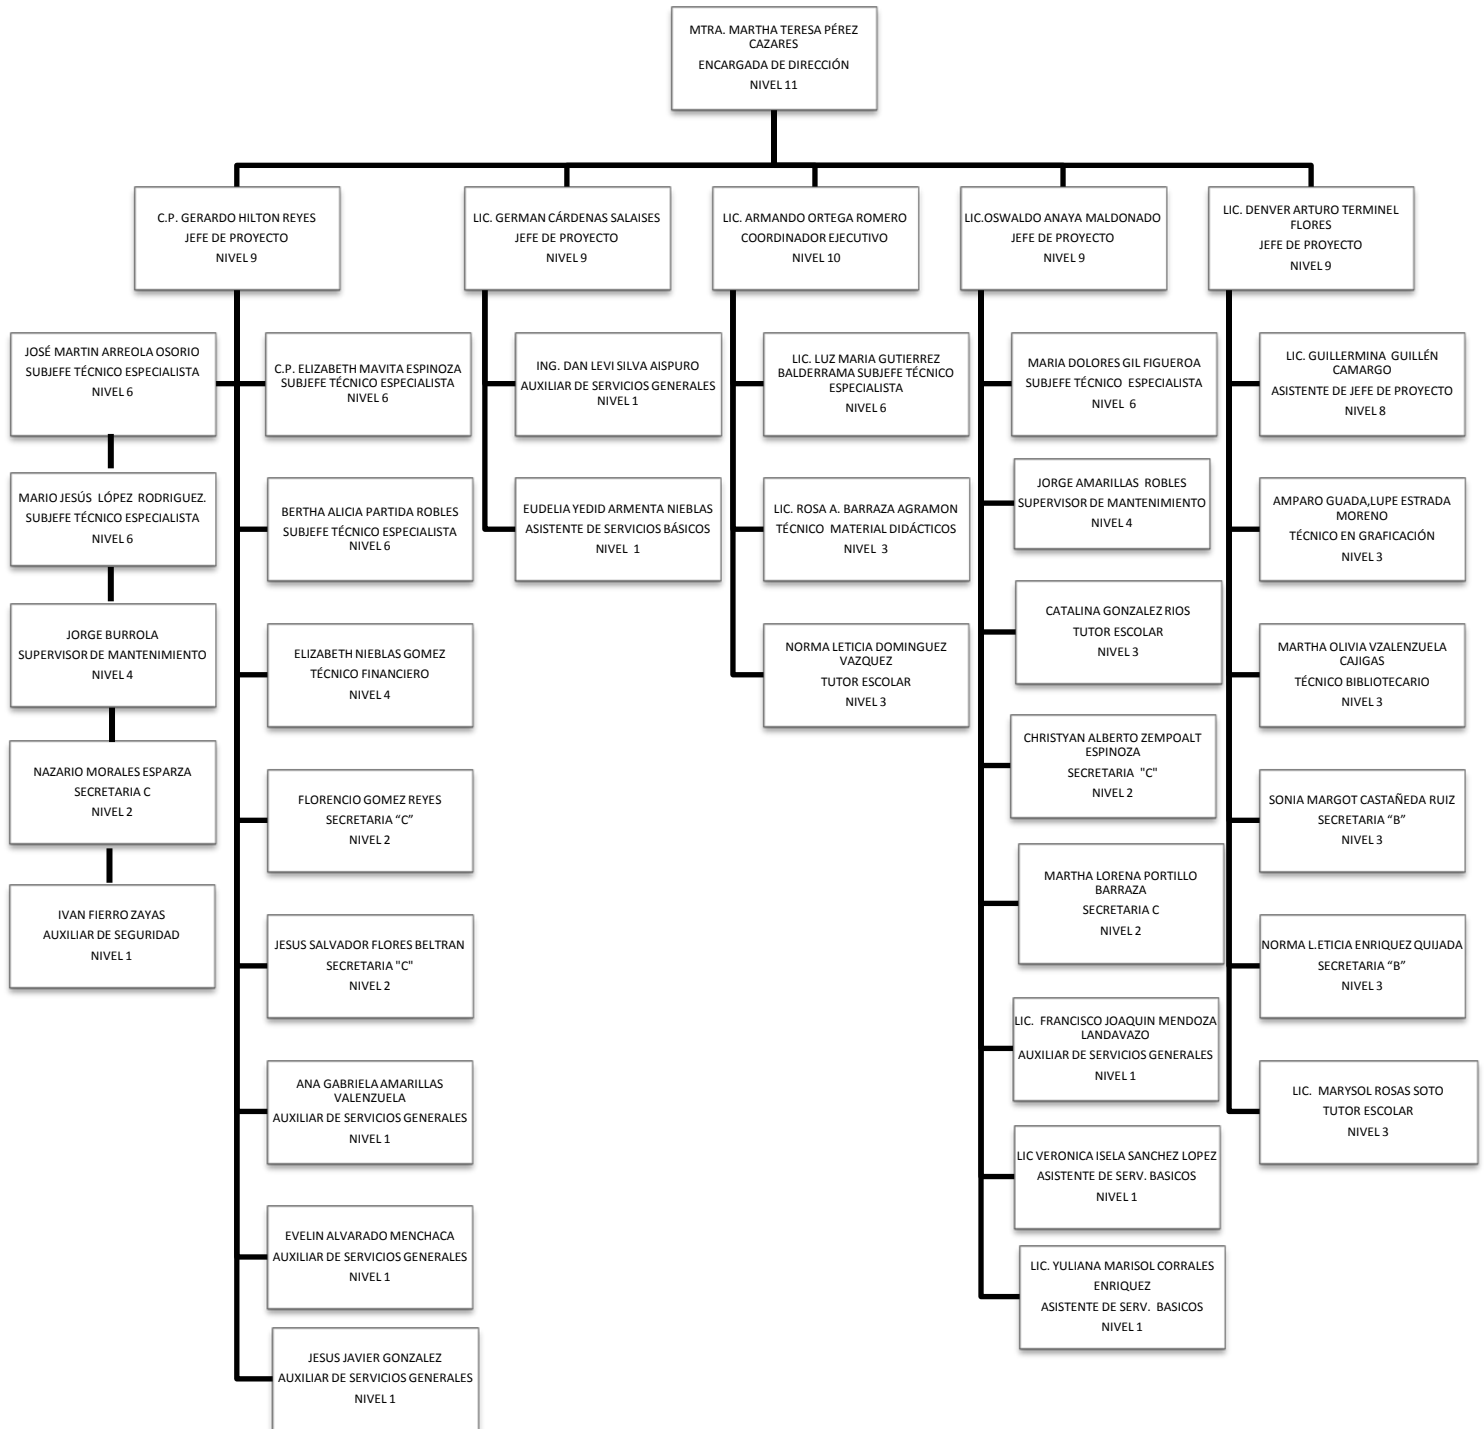 MTRA. MARTHA TERESA PÉREZ
CAZARES
ENCARGADA DE DIRECCIÓN
NIVEL 11
C.P. GERARDO HILTON REYES
JEFE DE PROYECTO
NIVEL 9
LIC. GERMAN CÁRDENAS SALAISES
JEFE DE PROYECTO
NIVEL 9
LIC. ARMANDO ORTEGA ROMERO
COORDINADOR EJECUTIVO
NIVEL 10
LIC.OSWALDO ANAYA MALDONADO
JEFE DE PROYECTO
NIVEL 9
LIC. DENVER ARTURO TERMINEL
FLORES
JEFE DE PROYECTO
NIVEL 9
JOSÉ MARTIN ARREOLA OSORIO
SUBJEFE TÉCNICO ESPECIALISTA
NIVEL 6
MARIO JESÚS LÓPEZ RODRIGUEZ.
SUBJEFE TÉCNICO ESPECIALISTA
NIVEL 6
JORGE BURROLA
SUPERVISOR DE MANTENIMIENTO
NIVEL 4
NAZARIO MORALES ESPARZA
SECRETARIA C
NIVEL 2
IVAN FIERRO ZAYAS
AUXILIAR DE SEGURIDAD
NIVEL 1
C.P. ELIZABETH MAVITA ESPINOZA
SUBJEFE TÉCNICO ESPECIALISTA
NIVEL 6
BERTHA ALICIA PARTIDA ROBLES
SUBJEFE TÉCNICO ESPECIALISTA
NIVEL 6
ELIZABETH NIEBLAS GOMEZ
TÉCNICO FINANCIERO
NIVEL 4
FLORENCIO GOMEZ REYES
SECRETARIA “C”
NIVEL 2
JESUS SALVADOR FLORES BELTRAN
SECRETARIA "C"
NIVEL 2
ANA GABRIELA AMARILLAS
VALENZUELA
AUXILIAR DE SERVICIOS GENERALES
NIVEL 1
EVELIN ALVARADO MENCHACA
AUXILIAR DE SERVICIOS GENERALES
NIVEL 1
JESUS JAVIER GONZALEZ
AUXILIAR DE SERVICIOS GENERALES
NIVEL 1
ING. DAN LEVI SILVA AISPURO
AUXILIAR DE SERVICIOS GENERALES
NIVEL 1
EUDELIA YEDID ARMENTA NIEBLAS
ASISTENTE DE SERVICIOS BÁSICOS
NIVEL 1
LIC. LUZ MARIA GUTIERREZ
BALDERRAMA SUBJEFE TÉCNICO
ESPECIALISTA
NIVEL 6
LIC. ROSA A. BARRAZA AGRAMON
TÉCNICO MATERIAL DIDÁCTICOS
NIVEL 3
NORMA LETICIA DOMINGUEZ
VAZQUEZ
TUTOR ESCOLAR
NIVEL 3
MARIA DOLORES GIL FIGUEROA
SUBJEFE TÉCNICO ESPECIALISTA
NIVEL 6
JORGE AMARILLAS ROBLES
SUPERVISOR DE MANTENIMIENTO
NIVEL 4
CATALINA GONZALEZ RIOS
TUTOR ESCOLAR
NIVEL 3
CHRISTYAN ALBERTO ZEMPOALT
ESPINOZA
SECRETARIA "C"
NIVEL 2
MARTHA LORENA PORTILLO
BARRAZA
SECRETARIA C
NIVEL 2
LIC. FRANCISCO JOAQUIN MENDOZA
LANDAVAZO
AUXILIAR DE SERVICIOS GENERALES
NIVEL 1
LIC VERONICA ISELA SANCHEZ LOPEZ
ASISTENTE DE SERV. BASICOS
NIVEL 1
LIC. YULIANA MARISOL CORRALES
ENRIQUEZ
ASISTENTE DE SERV. BASICOS
NIVEL 1
LIC. GUILLERMINA GUILLÉN
CAMARGO
ASISTENTE DE JEFE DE PROYECTO
NIVEL 8
AMPARO GUADA,LUPE ESTRADA
MORENO
TÉCNICO EN GRAFICACIÓN
NIVEL 3
MARTHA OLIVIA VZALENZUELA
CAJIGAS
TÉCNICO BIBLIOTECARIO
NIVEL 3
SONIA MARGOT CASTAÑEDA RUIZ
SECRETARIA “B”
NIVEL 3
NORMA L.ETICIA ENRIQUEZ QUIJADA
SECRETARIA “B”
NIVEL 3
LIC. MARYSOL ROSAS SOTO
TUTOR ESCOLAR
NIVEL 3